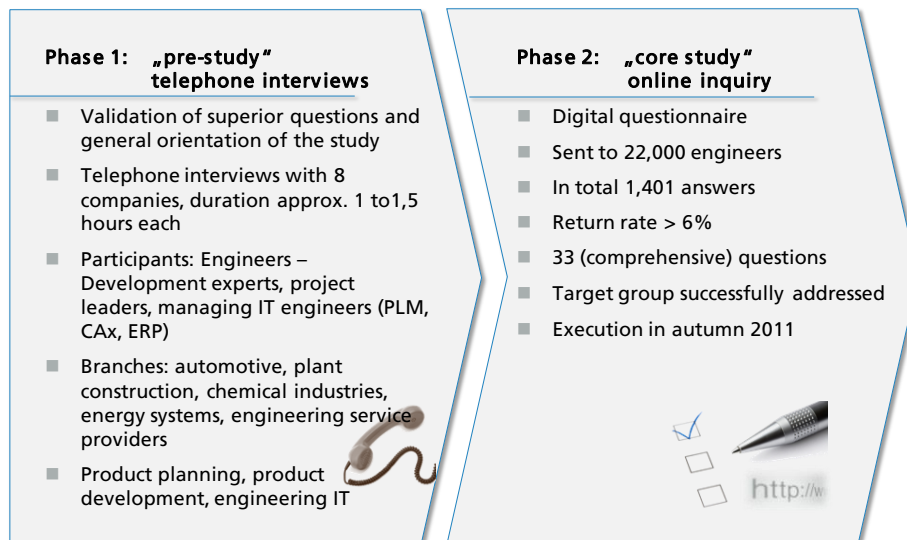 Phase 1: „pre-study“
telephone interviews
■ Validation of superior questions and
general orientation of the study
■ Telephone interviews with 8
companies, duration approx. 1 to1,5
hours each
■ Participants: Engineers –
Development experts, project
leaders, managing IT engineers (PLM,
CAx, ERP)
■ Branches: automotive, plant
construction, chemical industries,
energy systems, engineering service
providers
■ Product planning, product
development, engineering IT
Phase 2: „core study“
online inquiry
■ Digital questionnaire
■ Sent to 22,000 engineers
■ In total 1,401 answers
■ Return rate > 6%
■ 33 (comprehensive) questions
■ Target group successfully addressed
■ Execution in autumn 2011
http://w